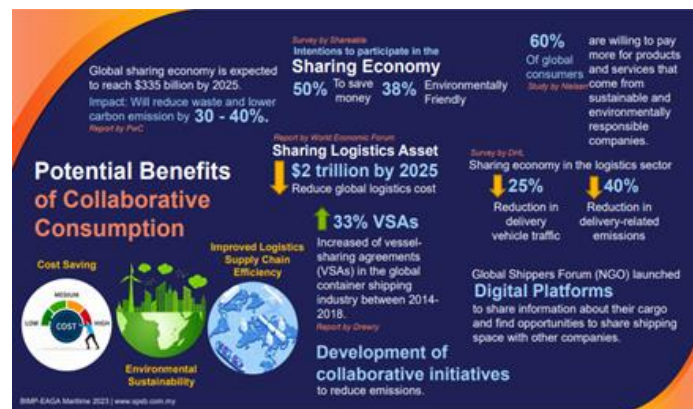 Global sharing economy is expected
to reach $335 billion by 2025.
Impact: Will reduce waste and lower
carbon emission by 30 - 40%.
Report by PwC
Potential Benefits
of Collaborative
Consumption
Cost Saving
LOW
MEDIUM
HIGH
COST
Environmental
Sustainability
Improved Logistics
Supply Chain
Efficiency
BIMP-EAGA Maritime 2023 | www.spsb.com.my
Survey by Shareable
Intentions to participate in the
Sharing Economy
50% To save
money
38% Environmentally
Friendly
Report by World Economic Forum
Sharing Logistics Asset
$2 trillion by 2025
Reduce global logistics cost
33% VSAs
Increased of vessel-
sharing agreements
(VSAs) in the global
container shipping
industry between 2014-
2018.
Report by Drewry
Development of
collaborative initiatives
to reduce emissions.
60%
Of global
consumers
Study by Nielsen
are willing to pay
more for products
and services that
come from
sustainable and
environmentally
responsible
companies.
Survey by DHL
Sharing economy in the logistics sector
25%
Reduction in
delivery
vehicle traffic
40%
Reduction in
delivery-related
emissions
Global Shippers Forum (NGO) launched
Digital Platforms
to share information about their cargo
and find opportunities to share shipping
space with other companies.